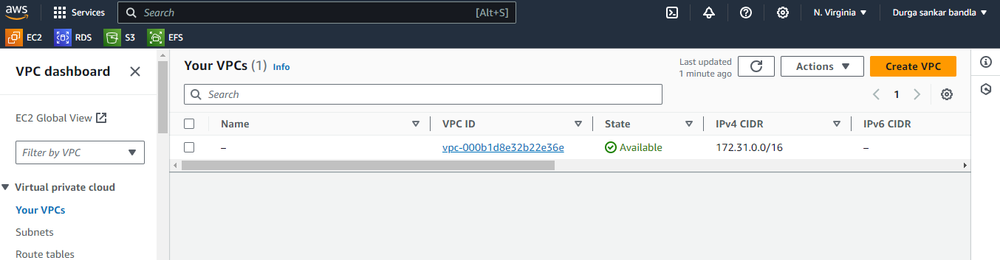 aws Services Search [Alt+S] N. Virginia Durga sankar bandla
EC2 RDS S3 EFS
VPC dashboard
EC2 Global View
Filter by VPC
Virtual private cloud
Your VPCs
Subnets
Route tables
Your VPCs (1) Info
Last updated
1 minute ago
Actions
Create VPC
Search
1
Name VPC ID State IPv4 CIDR IPv6 CIDR
– vpc-000b1d8e32b22e36e Available 172.31.0.0/16 –